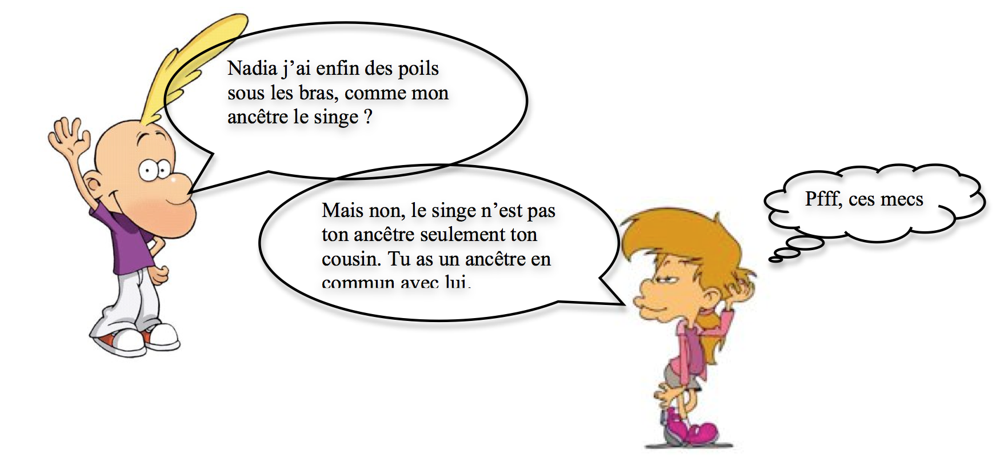 Nadia j’ai enfin des poils
sous les bras, comme mon
ancêtre le singe ?
Mais non, le singe n’est pas
ton ancêtre seulement ton
cousin. Tu as un ancêtre en
commun avec lui.
Pfff, ces mecs